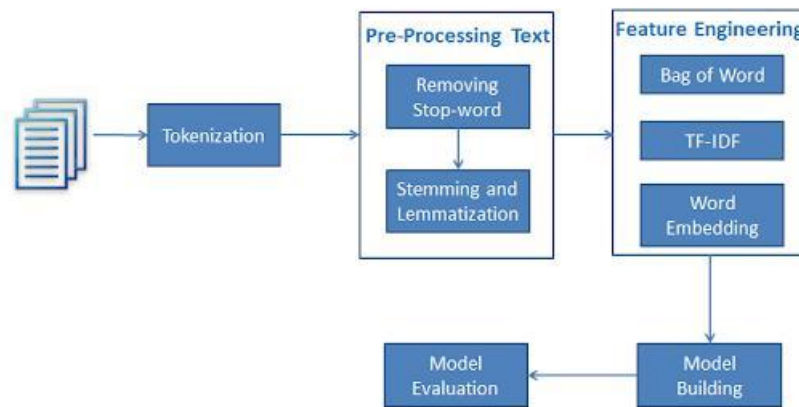 Pre-Processing Text
Feature Engineering
Removing
Stop-word
Bag of Word
Tokenization
TF-IDF
Stemming and
Lemmatization
Word
Embedding
Model
Evaluation
Model
Building